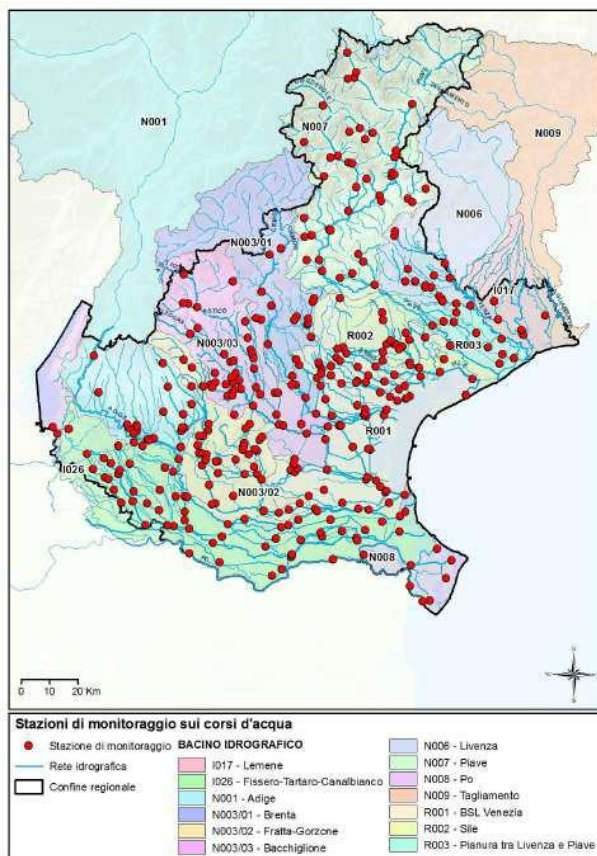 N001
N007
N009
N006
N003/01
I017
ASTICO
R002
R003
N003/03
R001
I026
N003/02
N008
PO
10 0 20 Km
Stazioni di monitoraggio sui corsi d'acqua
Stazione di monitoraggio
Rete idrografica
Confine regionale
BACINO IDROGRAFICO
I017 - Lemene
I026 - Fissero-Tartaro-Canalbianco
N001 - Adige
N003/01 - Brenta
N003/02 - Fratta-Gorzone
N003/03 - Bacchiglione
N006 - Livenza
N007 - Piave
N008 - Po
N009 - Tagliamento
R001 - BSL Venezia
R002 - Sile
R003 - Pianura tra Livenza e Piave